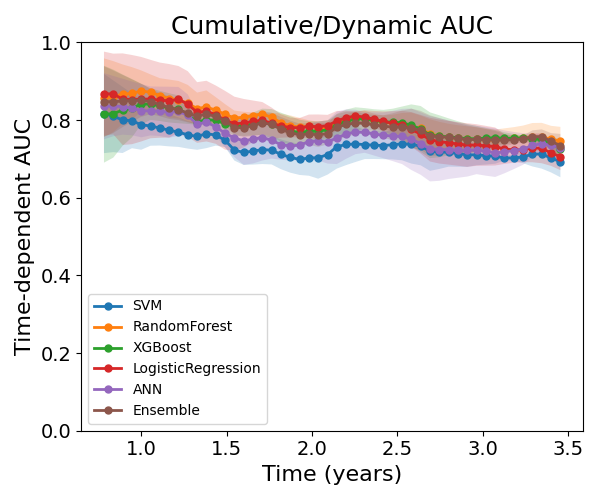 Cumulative/Dynamic AUC
Time-dependent AUC
1.0
0.8
0.6
0.4
0.2
0.0
SVM
RandomForest
XGBoost
LogisticRegression
ANN
Ensemble
1.0 1.5 2.0 2.5 3.0 3.5
Time (years)